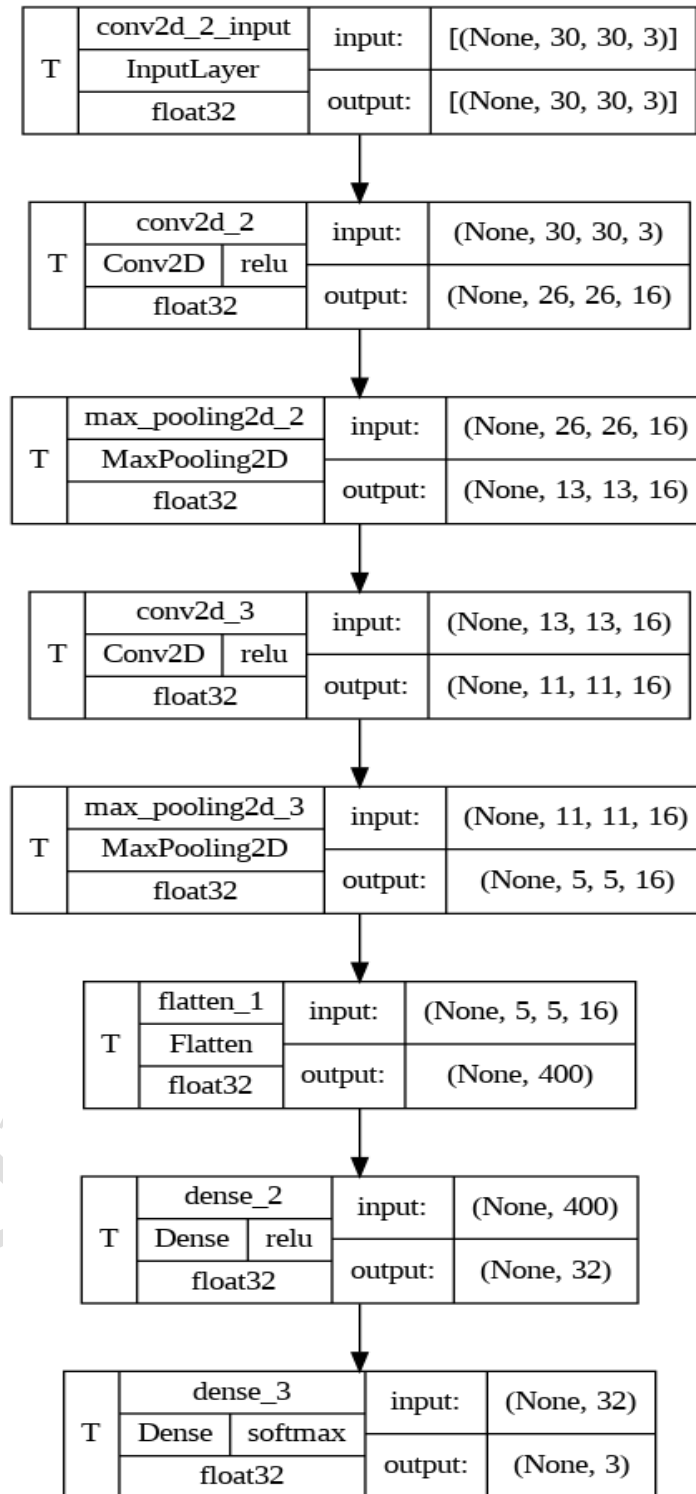 T conv2d_2_input input: [(None, 30, 30, 3)]
InputLayer
float32 output: [(None, 30, 30, 3)]
T conv2d_2 input: (None, 30, 30, 3)
Conv2D relu
float32 output: (None, 26, 26, 16)
T max_pooling2d_2 input: (None, 26, 26, 16)
MaxPooling2D
float32 output: (None, 13, 13, 16)
T conv2d_3 input: (None, 13, 13, 16)
Conv2D relu
float32 output: (None, 11, 11, 16)
T max_pooling2d_3 input: (None, 11, 11, 16)
MaxPooling2D
float32 output: (None, 5, 5, 16)
T flatten_1 input: (None, 5, 5, 16)
Flatten
float32 output: (None, 400)
T dense_2 input: (None, 400)
Dense relu
float32 output: (None, 32)
T dense_3 input: (None, 32)
Dense softmax
float32 output: (None, 3)